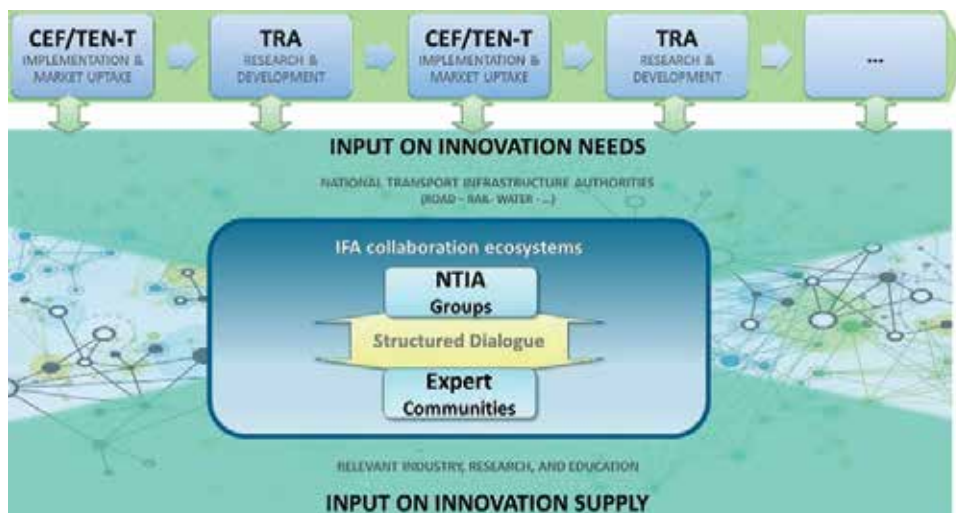 CEF/TEN-T
IMPLEMENTATION &
MARKET UPTAKE
TRA
RESEARCH &
DEVELOPMENT
CEF/TEN-T
IMPLEMENTATION &
MARKET UPTAKE
TRA
RESEARCH &
DEVELOPMENT
...
INPUT ON INNOVATION NEEDS
NATIONAL TRANSPORT INFRASTRUCTURE AUTHORITIES
(ROAD - RAIL- WATER - ...)
IFA collaboration ecosystems
NTIA
Groups
Structured Dialogue
Expert
Communities
RELEVANT INDUSTRY, RESEARCH, AND EDUCATION
INPUT ON INNOVATION SUPPLY